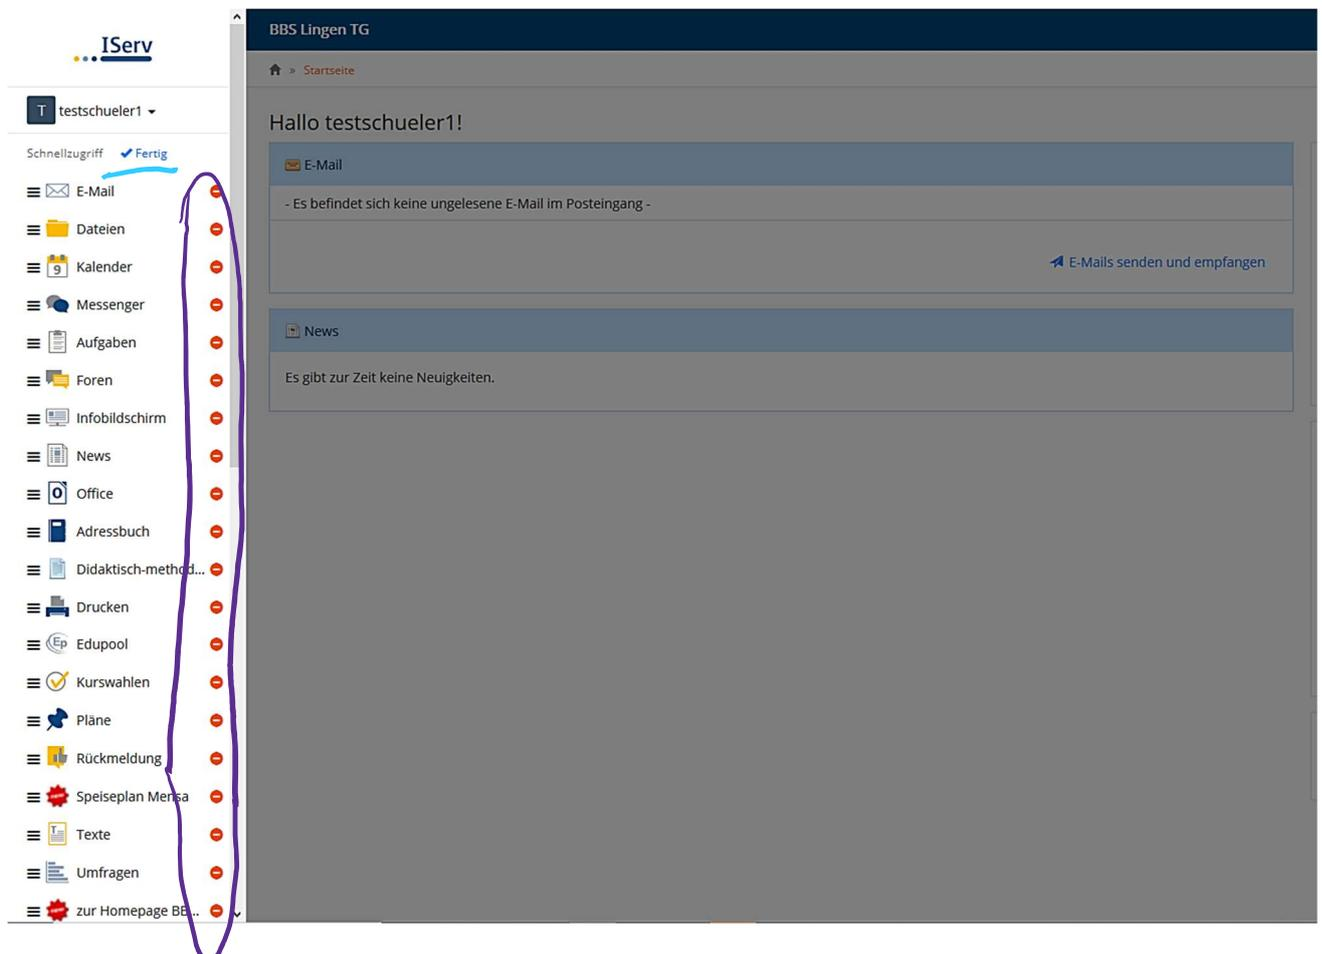 IServ
BBS Lingen TG
» Startseite
T testschueler1
Hallo testschueler1!
Schnellzugriff Fertig
E-Mail
Dateien
9 Kalender
Messenger
Aufgaben
Foren
Infobildschirm
News
Office
Adressbuch
Didaktisch-method...
Drucken
Ep Edupool
Kurswahlen
Pläne
Rückmeldung
Speiseplan Mensa
Texte
Umfragen
zur Homepage BB...
E-Mail
- Es befindet sich keine ungelesene E-Mail im Posteingang -
E-Mails senden und empfangen
News
Es gibt zur Zeit keine Neuigkeiten.